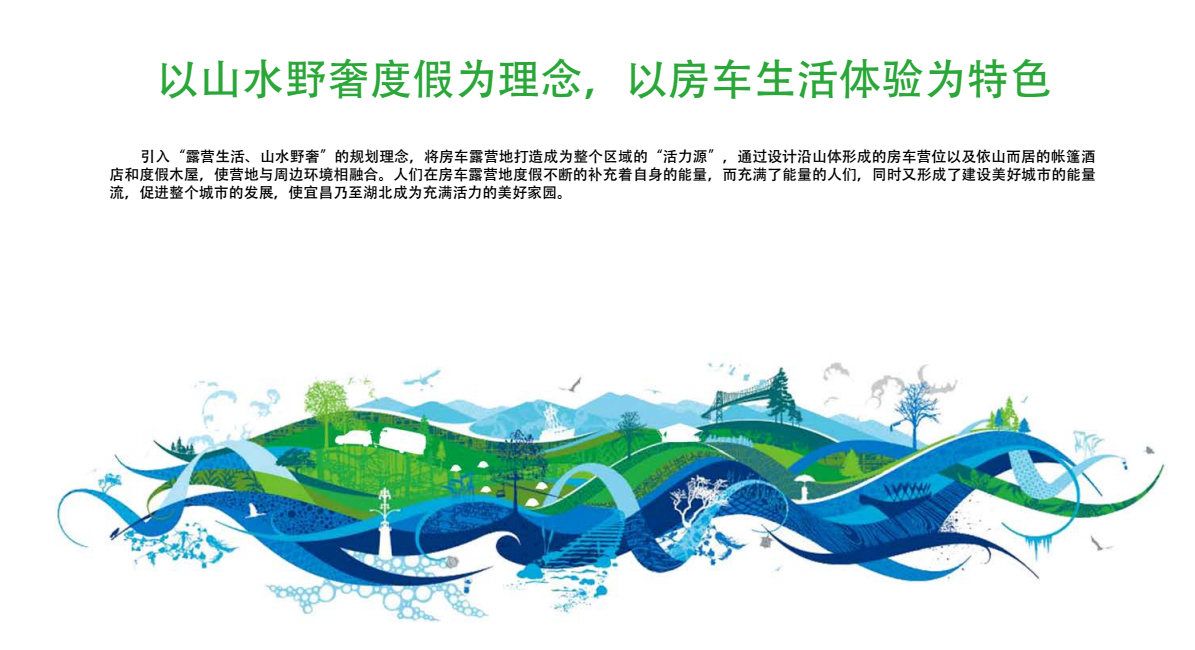 以山水野奢度假为理念，以房车生活体验为特色
引入“露营生活、山水野奢”的规划理念，将房车露营地打造成为整个区域的“活力源”，通过设计沿山体形成的房车营位以及依山而居的帐篷酒
店和度假木屋，使营地与周边环境相融合。人们在房车露营地度假不断的补充着自身的能量，而充满了能量的人们，同时又形成了建设美好城市的能量
流，促进整个城市的发展，使宜昌乃至湖北成为充满活力的美好家园。